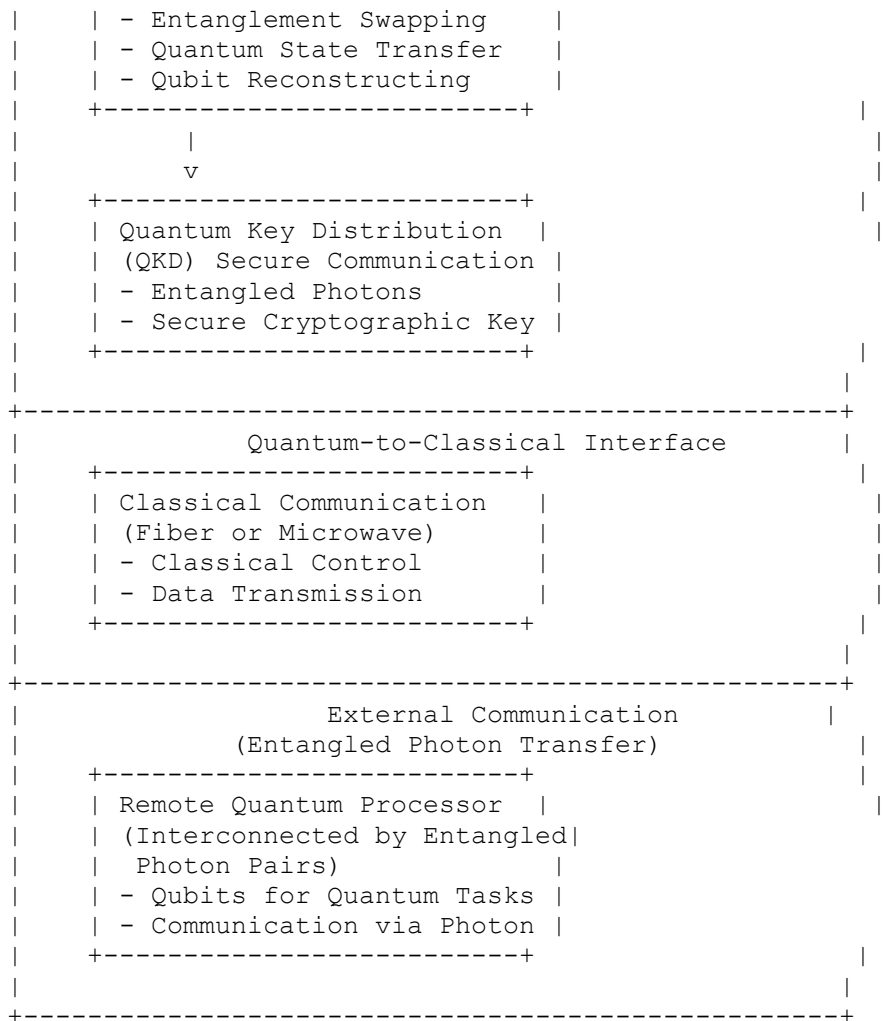 - Entanglement Swapping
- Quantum State Transfer
- Qubit Reconstructing
v
Quantum Key Distribution
(QKD) Secure Communication
- Entangled Photons
- Secure Cryptographic Key
Quantum-to-Classical Interface
Classical Communication
(Fiber or Microwave)
- Classical Control
- Data Transmission
External Communication
(Entangled Photon Transfer)
Remote Quantum Processor
(Interconnected by Entangled
Photon Pairs)
- Qubits for Quantum Tasks
- Communication via Photon